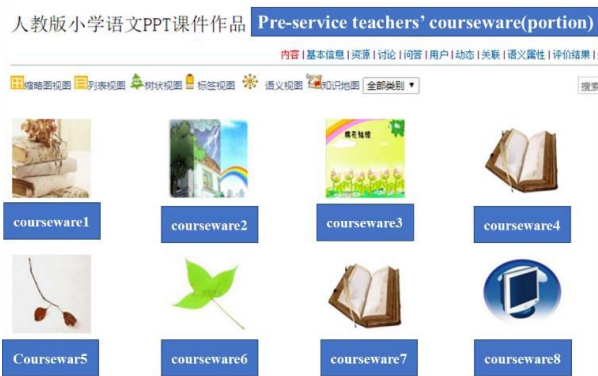 人教版小学语文PPT课件作品 Pre-service teachers’ courseware(portion)
内容 | 基本信息 | 资源 | 讨论 | 问答 | 用户 | 动态 | 关联 | 语义属性 | 评价结果 |
缩略图视图 列表视图 树状视图 标签视图 语义视图 知识地图 全部类别 ▼ 搜索
courseware1 courseware2 courseware3 courseware4
Coursewar5 courseware6 courseware7 courseware8